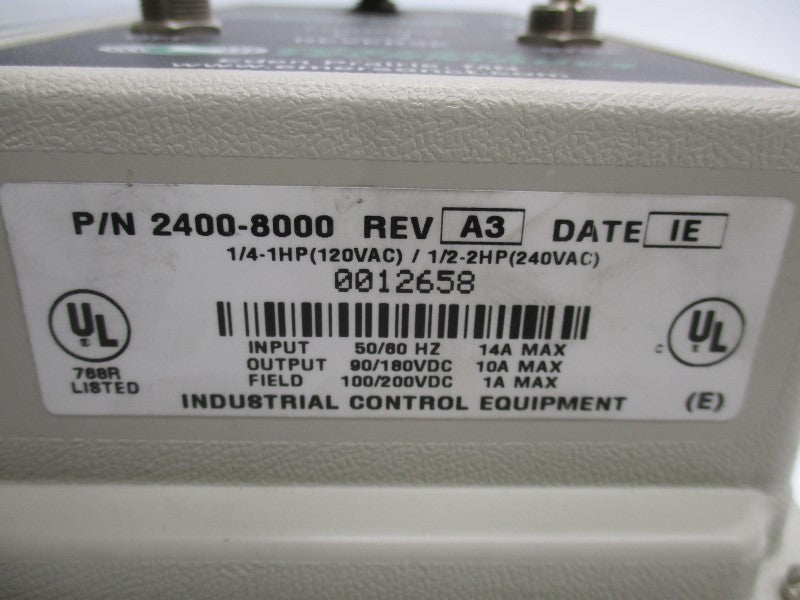 P/N 2400-8000 REV A3 DATE IE
1/4-1HP(120VAC) / 1/2-2HP(240VAC)
0012658
UL
768R
LISTED
INPUT 50/60 HZ 14A MAX
OUTPUT 90/180VDC 10A MAX
FIELD 100/200VDC 1A MAX
C UL
INDUSTRIAL CONTROL EQUIPMENT (E)